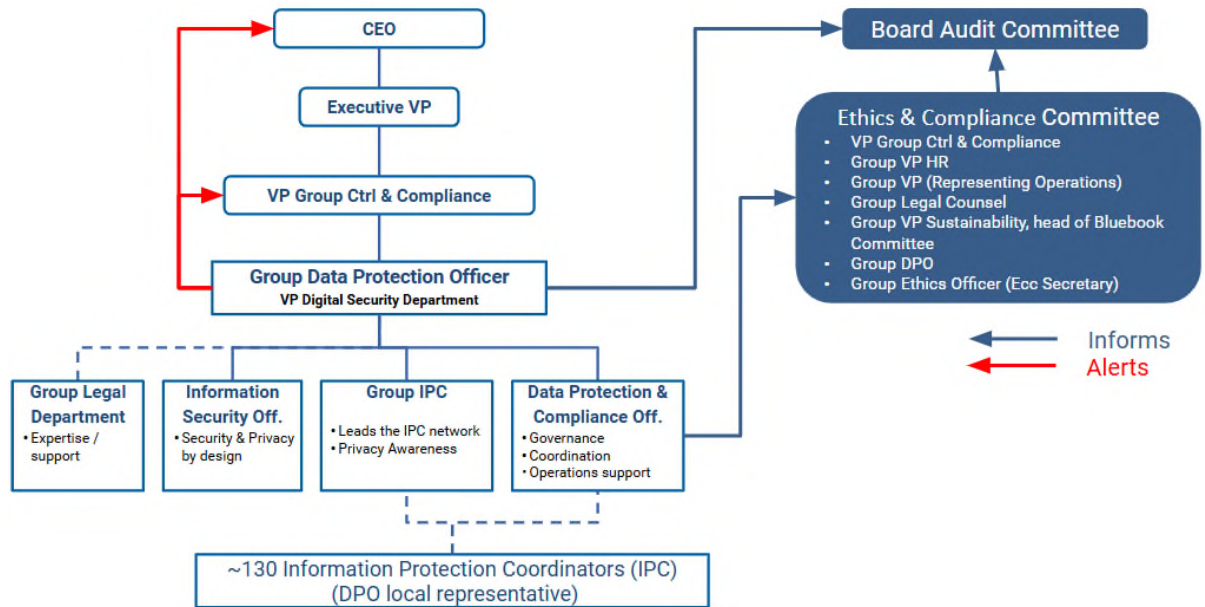 CEO
Board Audit Committee
Executive VP
Ethics & Compliance Committee
• VP Group Ctrl & Compliance
• Group VP HR
• Group VP (Representing Operations)
• Group Legal Counsel
• Group VP Sustainability, head of Bluebook
Committee
• Group DPO
• Group Ethics Officer (Ecc Secretary)
VP Group Ctrl & Compliance
Group Data Protection Officer
VP Digital Security Department
Informs
Alerts
Group Legal
Department
• Expertise /
support
Information
Security Off.
• Security & Privacy
by design
Group IPC
• Leads the IPC network
• Privacy Awareness
Data Protection &
Compliance Off.
• Governance
• Coordination
• Operations support
~130 Information Protection Coordinators (IPC)
(DPO local representative)